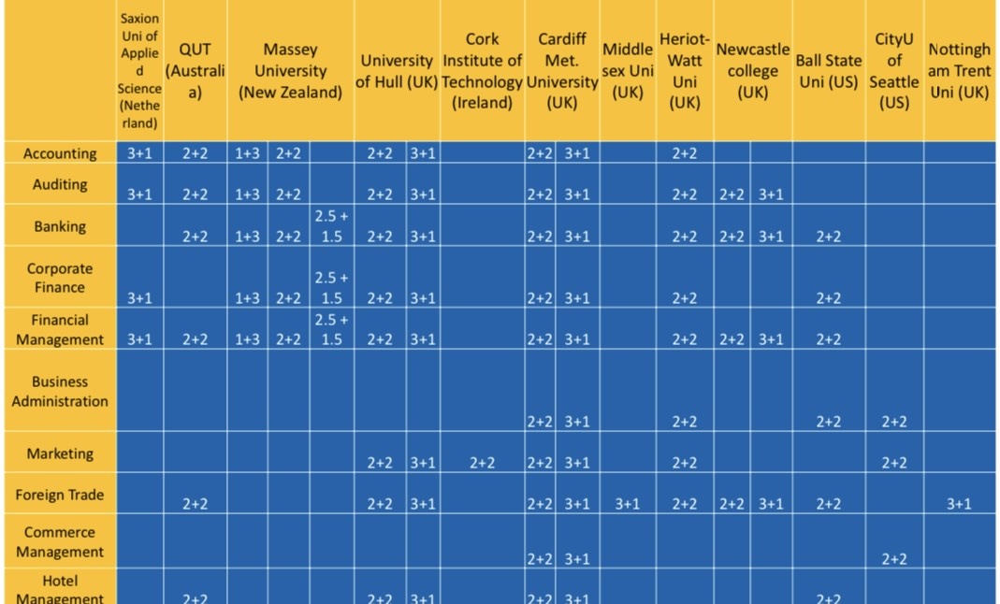 Saxion Uni of Applied Science (Netherland) QUT (Australia) Massey University (New Zealand) University of Hull (UK) Cork Institute of Technology (Ireland) Cardiff Met. University (UK) Middlesex Uni (UK) Heriot-Watt Uni (UK) Newcastle college (UK) Ball State Uni (US) CityU of Seattle (US) Nottingham Trent Uni (UK)
Accounting 3+1 2+2 1+3 2+2 2+2 3+1 2+2 3+1 2+2
Auditing 3+1 2+2 1+3 2+2 2+2 3+1 2+2 3+1 2+2 2+2 3+1
Banking 2+2 1+3 2+2 2.5 + 1.5 2+2 3+1 2+2 3+1 2+2 2+2 3+1 2+2
Corporate Finance 3+1 1+3 2+2 2.5 + 1.5 2+2 3+1 2+2 3+1 2+2 2+2
Financial Management 3+1 2+2 1+3 2+2 2.5 + 1.5 2+2 3+1 2+2 3+1 2+2 2+2 3+1 2+2
Business Administration 2+2 3+1 2+2 2+2 2+2
Marketing 2+2 3+1 2+2 2+2 3+1 2+2 2+2
Foreign Trade 2+2 2+2 3+1 2+2 3+1 3+1 2+2 2+2 3+1 2+2 3+1
Commerce Management 2+2 3+1 2+2
Hotel Management 2+2 2+2 3+1 2+2 3+1 2+2